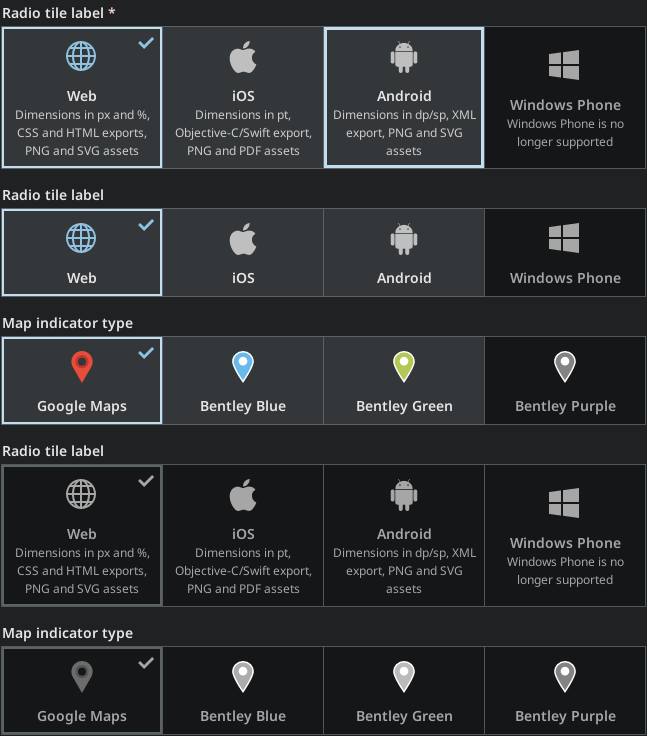 Radio tile label *
Web
Dimensions in px and %,
CSS and HTML exports,
PNG and SVG assets
iOS
Dimensions in pt,
Objective-C/Swift export,
PNG and PDF assets
Android
Dimensions in dp/sp, XML
export, PNG and SVG
assets
Windows Phone
Windows Phone is no
longer supported
Radio tile label
Web
iOS
Android
Windows Phone
Map indicator type
Google Maps
Bentley Blue
Bentley Green
Bentley Purple
Radio tile label
Web
Dimensions in px and %,
CSS and HTML exports,
PNG and SVG assets
iOS
Dimensions in pt,
Objective-C/Swift export,
PNG and PDF assets
Android
Dimensions in dp/sp, XML
export, PNG and SVG
assets
Windows Phone
Windows Phone is no
longer supported
Map indicator type
Google Maps
Bentley Blue
Bentley Green
Bentley Purple